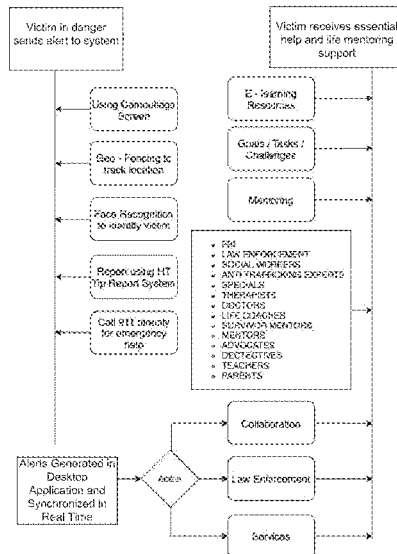 Victim in danger
sends alert to system
Victim receives essential
help and life mentoring
support
Using Camouflage
Screen
Geo - Fencing to
track location
Face Recognition
to identify victim
Report using HT
Tip Report System
Call 911 directly
for emergency
help
E - learning
Resources
Goals / Tasks /
Challenges
Mentoring
FBI
LAW ENFORCEMENT
SOCIAL WORKERS
ANTI TRAFFICKING EXPERTS
SPECIALS
THERAPISTS
DOCTORS
LIFE COACHES
SURVIVOR MENTORS
MENTORS
ADVOCATES
DECTECTIVES
TEACHERS
PARENTS
Alerts Generated in
Desktop
Application and
Synchronized in
Real Time
Active
Collaboration
Law Enforcement
Services